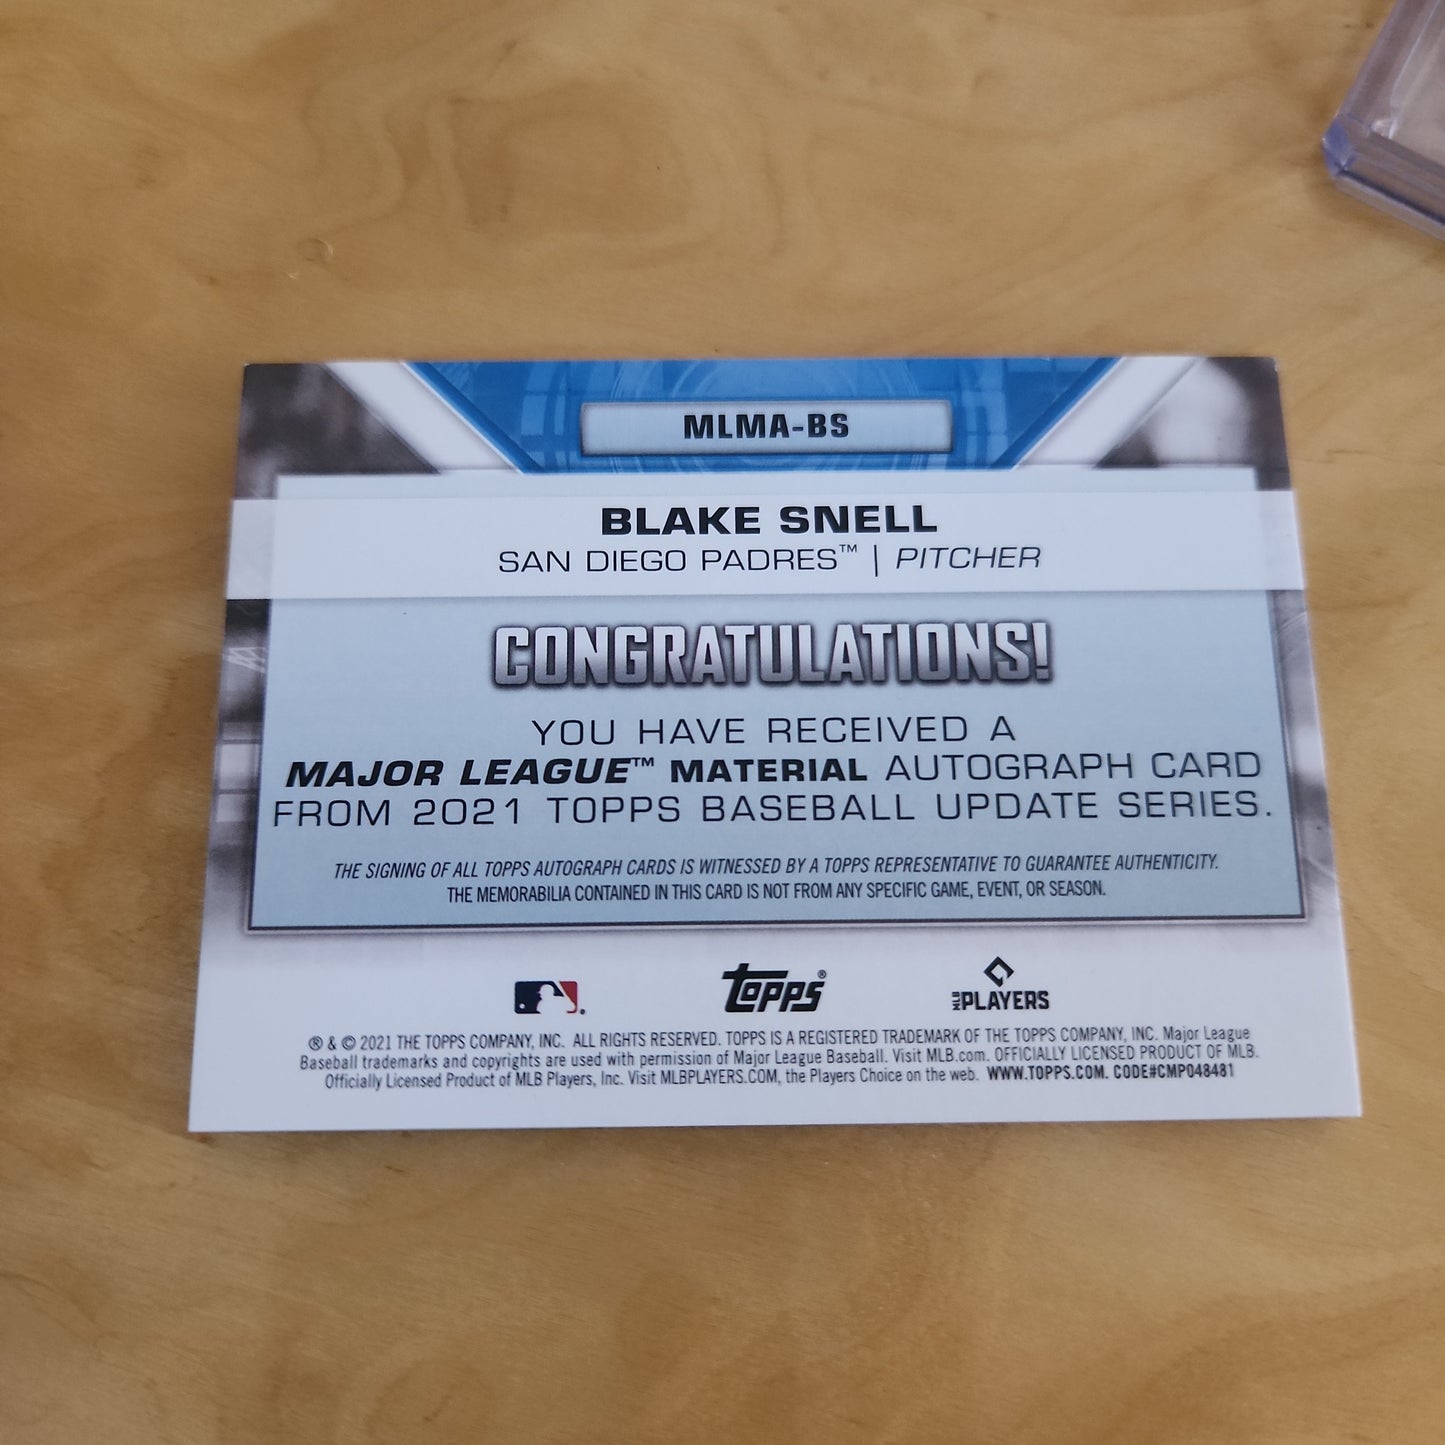 MLMA-BS
BLAKE SNELL
SAN DIEGO PADRES™ | PITCHER
CONGRATULATIONS!
YOU HAVE RECEIVED A
MAJOR LEAGUE™ MATERIAL AUTOGRAPH CARD
FROM 2021 TOPPS BASEBALL UPDATE SERIES.
THE SIGNING OF ALL TOPPS AUTOGRAPH CARDS IS WITNESSED BY A TOPPS REPRESENTATIVE TO GUARANTEE AUTHENTICITY.
THE MEMORABILIA CONTAINED IN THIS CARD IS NOT FROM ANY SPECIFIC GAME, EVENT, OR SEASON.
Topps®
MLB PLAYERS
® & © 2021 THE TOPPS COMPANY, INC. ALL RIGHTS RESERVED. TOPPS IS A REGISTERED TRADEMARK OF THE TOPPS COMPANY, INC. Major League
Baseball trademarks and copyrights are used with permission of Major League Baseball. Visit MLB.com. OFFICIALLY LICENSED PRODUCT OF MLB.
Officially Licensed Product of MLB Players, Inc. Visit MLBPLAYERS.COM, the Players Choice on the web. WWW.TOPPS.COM. CODE#CMP048481